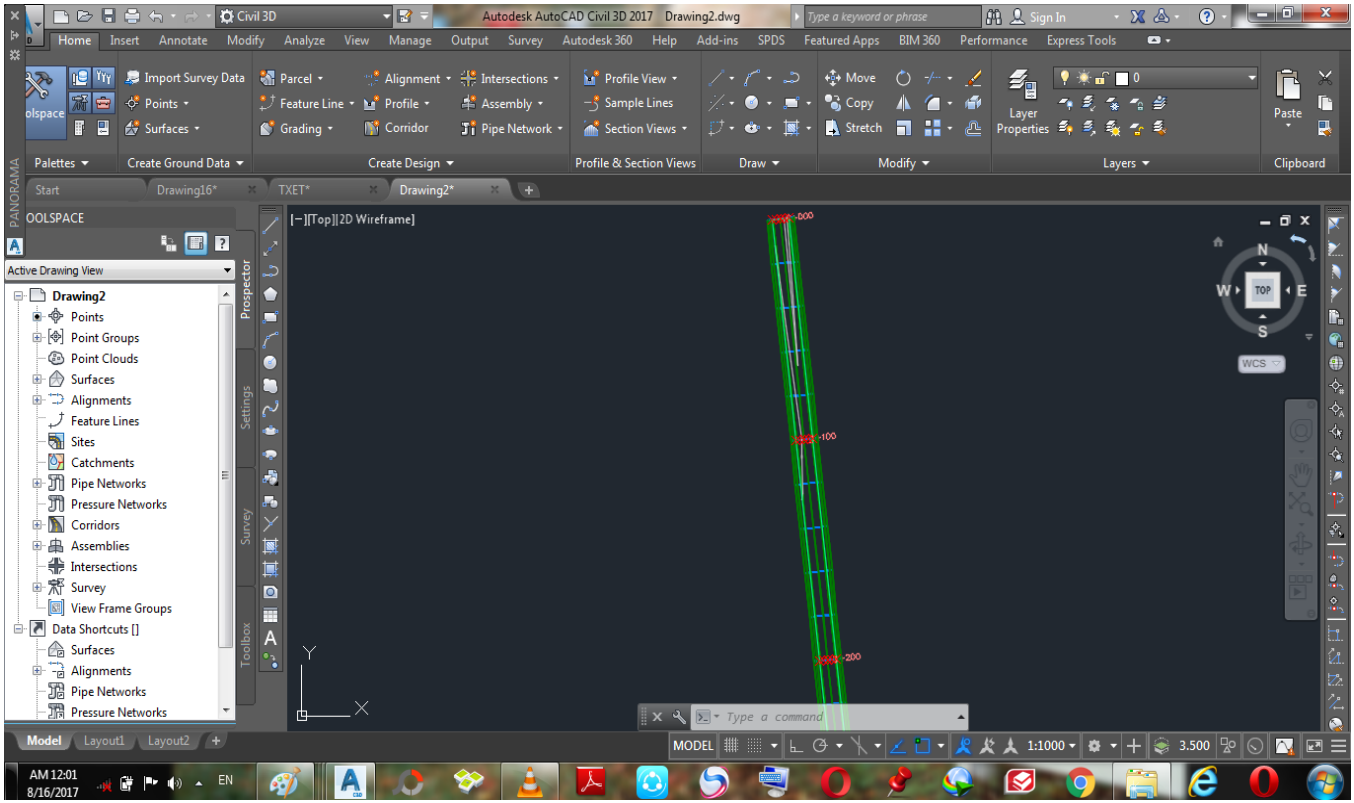 Civil 3D
Autodesk AutoCAD Civil 3D 2017 Drawing2.dwg
Type a keyword or phrase
Sign In
Home Insert Annotate Modify Analyze View Manage Output Survey Autodesk 360 Help Add-ins SPDS Featured Apps BIM 360 Performance Express Tools
Import Survey Data Parcel Alignment Intersections Profile View Move 0
Points Feature Line Profile Assembly Sample Lines Copy
olspace Surfaces Grading Corridor Pipe Network Section Views Stretch Layer Properties Paste
Palettes Create Ground Data Create Design Profile & Section Views Draw Modify Layers Clipboard
PANORAMA
Start Drawing16* TXET* Drawing2* +
OOLSPACE
[−][Top][2D Wireframe]
Active Drawing View
Prospector
Settings
Survey
Toolbox
Drawing2
Points
Point Groups
Point Clouds
Surfaces
Alignments
Feature Lines
Sites
Catchments
Pipe Networks
Pressure Networks
Corridors
Assemblies
Intersections
Survey
View Frame Groups
Data Shortcuts []
Surfaces
Alignments
Pipe Networks
Pressure Networks
-100
-200
N
W TOP E
S
WCS
Y
X
A
Type a command
Model Layout1 Layout2 +
MODEL 1:1000 3.500
AM 12:01
8/16/2017
EN
A
CAD